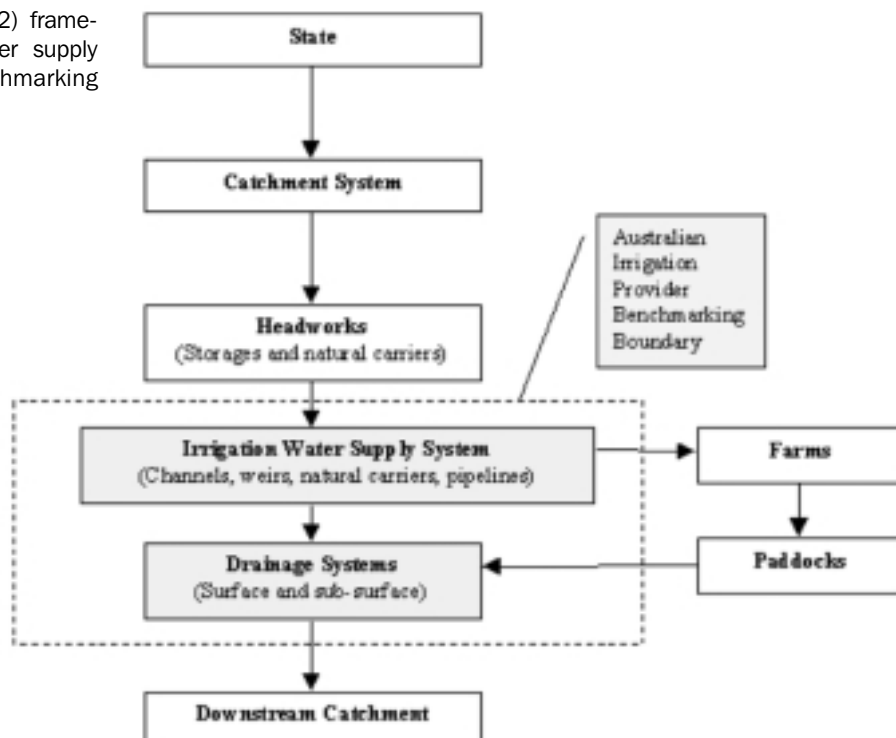 2) frame-
er supply
hmarking
State
Catchment System
Headworks
(Storages and natural carriers)
Australian
Irrigation
Provider
Benchmarking
Boundary
Irrigation Water Supply System
(Channels, weirs, natural carriers, pipelines)
Farms
Drainage Systems
(Surface and sub-surface)
Paddocks
Downstream Catchment